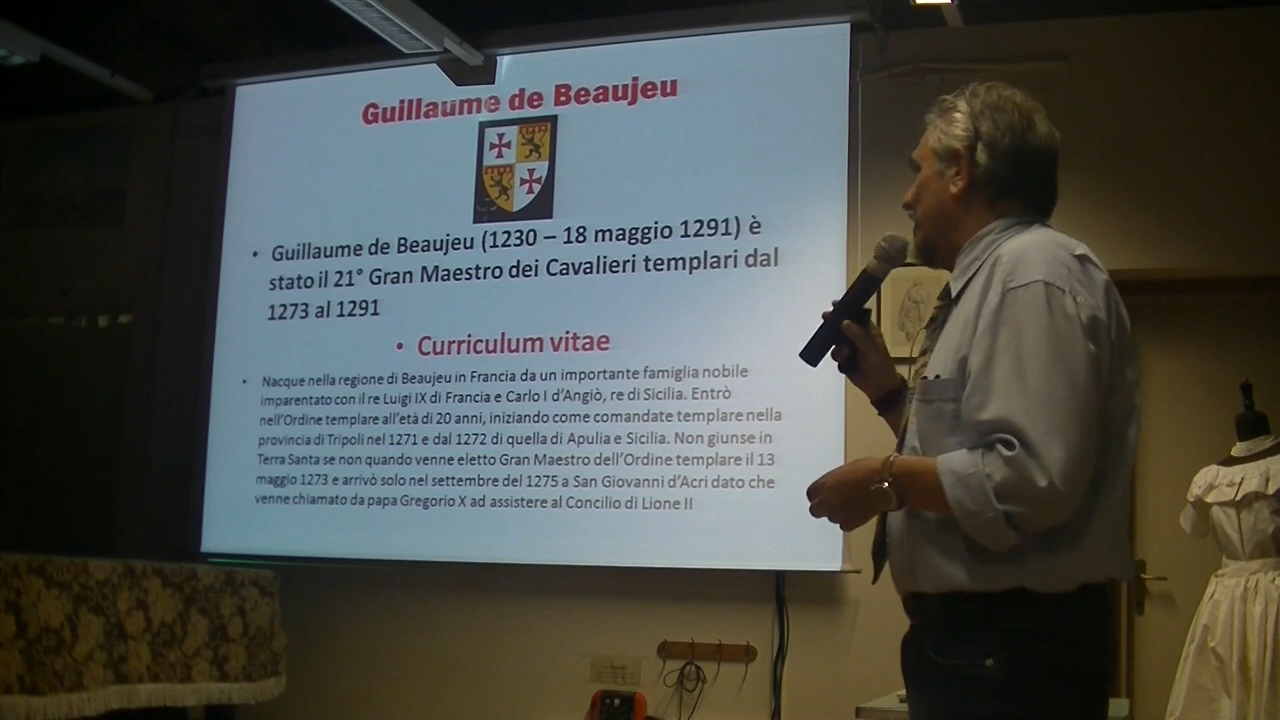 Guillaume de Beaujeu
• Guillaume de Beaujeu (1230 – 18 maggio 1291) è
stato il 21° Gran Maestro dei Cavalieri templari dal
1273 al 1291
• Curriculum vitae
• Nacque nella regione di Beaujeu in Francia da un importante famiglia nobile
imparentato con il re Luigi IX di Francia e Carlo I d'Angiò, re di Sicilia. Entrò
nell'Ordine templare all'età di 20 anni, iniziando come comandate templare nella
provincia di Tripoli nel 1271 e dal 1272 di quella di Apulia e Sicilia. Non giunse in
Terra Santa se non quando venne eletto Gran Maestro dell'Ordine templare il 13
maggio 1273 e arrivò solo nel settembre del 1275 a San Giovanni d'Acri dato che
venne chiamato da papa Gregorio X ad assistere al Concilio di Lione II